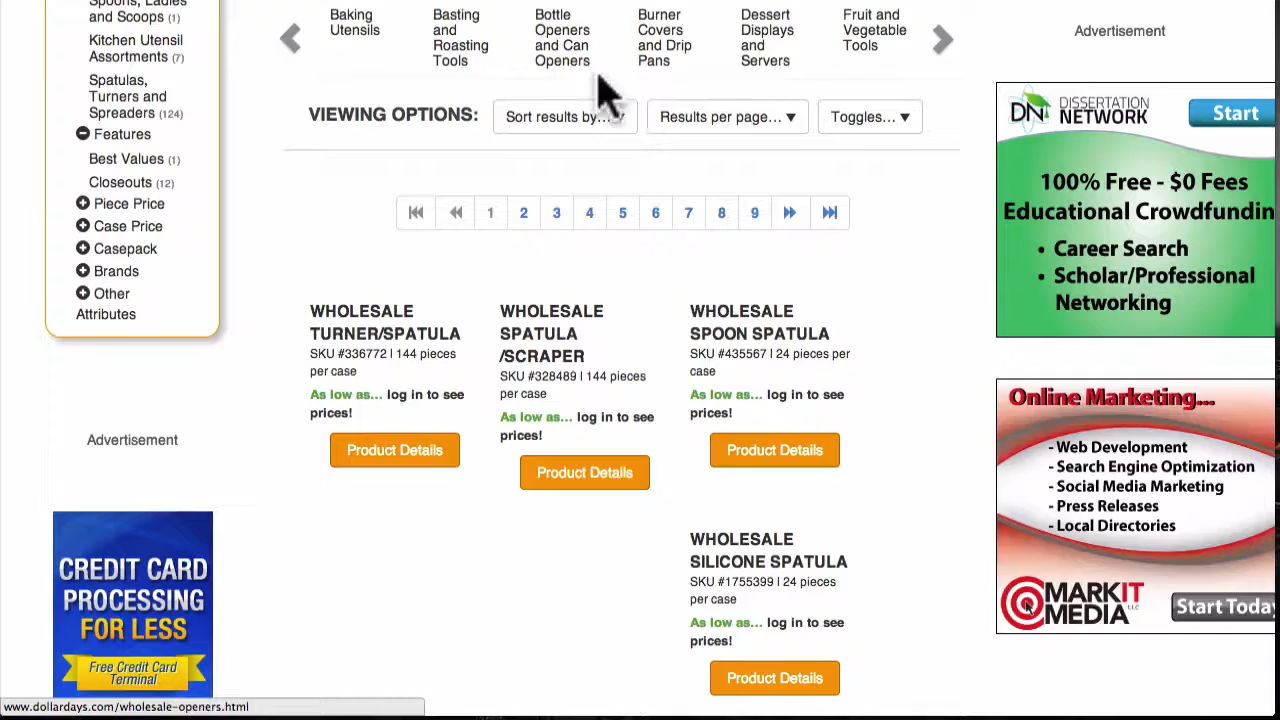 Spoons, Ladles
and Scoops (1)
Kitchen Utensil
Assortments (7)
Spatulas,
Turners and
Spreaders (124)
Features
Best Values (1)
Closeouts (12)
Piece Price
Case Price
Casepack
Brands
Other
Attributes
Advertisement
CREDIT CARD
PROCESSING
FOR LESS
Free Credit Card
Terminal
Baking
Utensils
Basting
and
Roasting
Tools
Bottle
Openers
and Can
Openers
Burner
Covers
and Drip
Pans
Dessert
Displays
and
Servers
Fruit and
Vegetable
Tools
VIEWING OPTIONS:
Sort results by...
Results per page...
Toggles...
1 2 3 4 5 6 7 8 9
WHOLESALE
TURNER/SPATULA
SKU #336772 | 144 pieces
per case
As low as... log in to see
prices!
Product Details
WHOLESALE
SPATULA
/SCRAPER
SKU #328489 | 144 pieces
per case
As low as... log in to see
prices!
Product Details
WHOLESALE
SPOON SPATULA
SKU #435567 | 24 pieces per
case
As low as... log in to see
prices!
Product Details
WHOLESALE
SILICONE SPATULA
SKU #1755399 | 24 pieces
per case
As low as... log in to see
prices!
Product Details
Advertisement
DN DISSERTATION
NETWORK
Start
100% Free - $0 Fees
Educational Crowdfundin
• Career Search
• Scholar/Professional
Networking
Online Marketing...
- Web Development
- Search Engine Optimization
- Social Media Marketing
- Press Releases
- Local Directories
MARKIT
MEDIA LLC
Start Today
www.dollardays.com/wholesale-openers.html